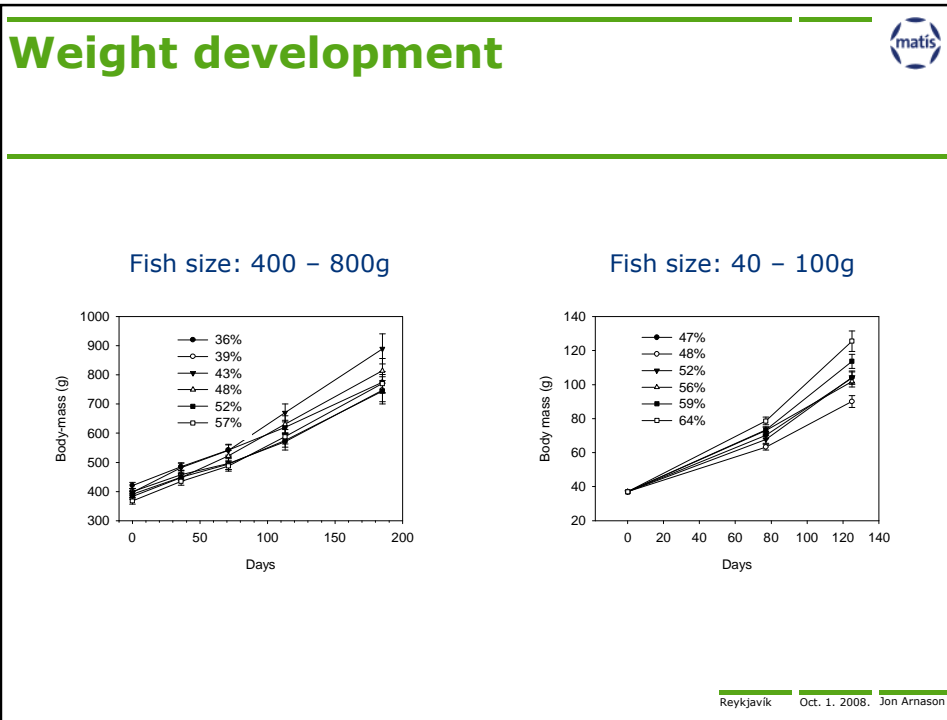 Weight development
matís
Fish size: 400 – 800g
Body-mass (g)
1000
900
800
700
600
500
400
300
36%
39%
43%
48%
52%
57%
0 50 100 150 200
Days
Fish size: 40 – 100g
Body mass (g)
140
120
100
80
60
40
20
47%
48%
52%
56%
59%
64%
0 20 40 60 80 100 120 140
Days
Reykjavík Oct. 1. 2008. Jon Arnason